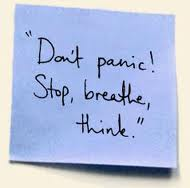 "Don't panic!
Stop, breathe,
think."